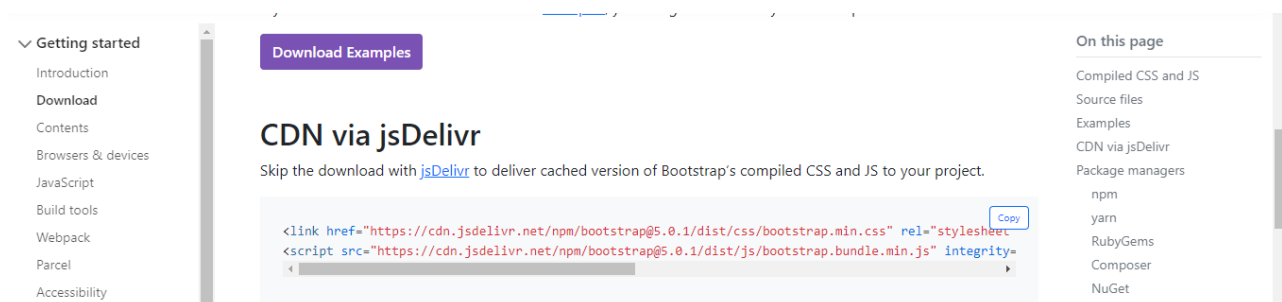 Getting started
Introduction
Download
Contents
Browsers & devices
JavaScript
Build tools
Webpack
Parcel
Accessibility
Download Examples
CDN via jsDelivr
Skip the download with jsDelivr to deliver cached version of Bootstrap's compiled CSS and JS to your project.
Copy
<link href="https://cdn.jsdelivr.net/npm/bootstrap@5.0.1/dist/css/bootstrap.min.css" rel="stylesheet
<script src="https://cdn.jsdelivr.net/npm/bootstrap@5.0.1/dist/js/bootstrap.bundle.min.js" integrity=
On this page
Compiled CSS and JS
Source files
Examples
CDN via jsDelivr
Package managers
npm
yarn
RubyGems
Composer
NuGet